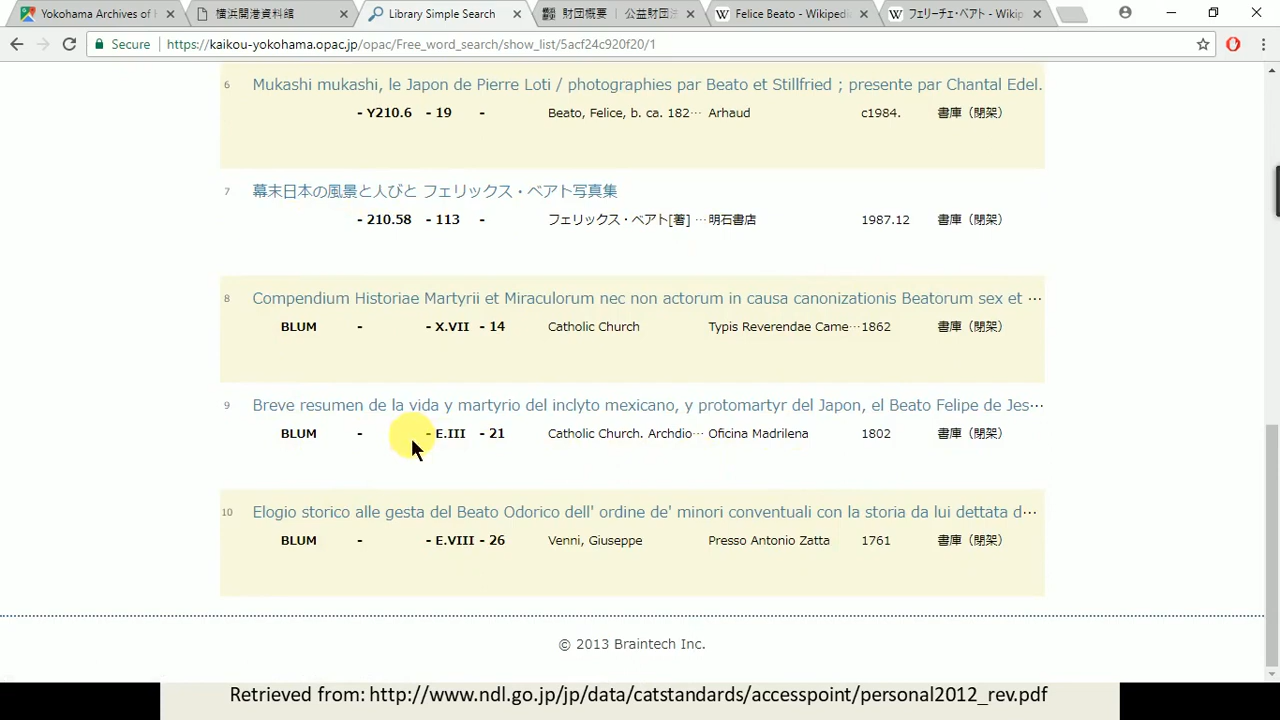 Yokohama Archives of H
横浜開港資料館
Library Simple Search
財団概要 | 公益財団法
Felice Beato - Wikipedia
フェリーチェ・ベアト - Wikip
Secure
https://kaikou-yokohama.opac.jp/opac/Free_word_search/show_list/5acf24c920f20/1
6 Mukashi mukashi, le Japon de Pierre Loti / photographies par Beato et Stillfried ; presente par Chantal Edel.
- Y210.6 - 19 - Beato, Felice, b. ca. 182… Arhaud c1984. 書庫（閉架）
7 幕末日本の風景と人びと フェリックス・ベアト写真集
- 210.58 - 113 - フェリックス・ベアト[著] …明石書店 1987.12 書庫（閉架）
8 Compendium Historiae Martyrii et Miraculorum nec non actorum in causa canonizationis Beatorum sex et …
BLUM - - X.VII - 14 Catholic Church Typis Reverendae Came…1862 書庫（閉架）
9 Breve resumen de la vida y martyrio del inclyto mexicano, y protomartyr del Japon, el Beato Felipe de Jes…
BLUM - - E.III - 21 Catholic Church. Archdio… Oficina Madrilena 1802 書庫（閉架）
10 Elogio storico alle gesta del Beato Odorico dell' ordine de' minori conventuali con la storia da lui dettata d…
BLUM - - E.VIII - 26 Venni, Giuseppe Presso Antonio Zatta 1761 書庫（閉架）
© 2013 Braintech Inc.
Retrieved from: http://www.ndl.go.jp/jp/data/catstandards/accesspoint/personal2012_rev.pdf